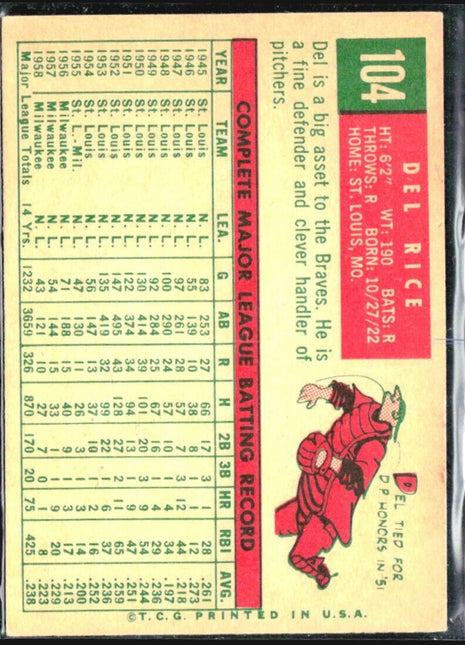 104
DEL RICE
HT: 6'2" WT: 190 BATS: R
THROWS: R BORN: 10/27/22
HOME: ST. LOUIS, MO.
Del is a big asset to the Braves. He is
a fine defender and clever handler of
pitchers.
DEL TIED FOR
D P HONORS IN '51
COMPLETE MAJOR LEAGUE BATTING RECORD
YEAR TEAM LEA. G AB R H 2B 3B HR RBI AVG.
1945 St. Louis N. L. 83 253 27 66 17 3 1 28 .261
1946 St. Louis N. L. 55 139 10 38 8 1 1 12 .273
1947 St. Louis N. L. 97 261 28 57 7 3 12 44 .218
1948 St. Louis N. L. 100 290 24 57 10 1 4 34 .197
1949 St. Louis N. L. 92 284 25 67 16 1 4 29 .236
1950 St. Louis N. L. 130 414 39 101 20 3 9 54 .244
1951 St. Louis N. L. 122 374 34 94 13 1 9 47 .251
1952 St. Louis N. L. 147 495 43 128 27 2 11 65 .259
1953 St. Louis N. L. 135 419 32 99 22 1 6 37 .236
1954 St. Louis N. L. 56 147 13 37 10 1 2 16 .252
1955 St. L.-Mil. N. L. 47 130 11 26 3 1 3 14 .200
1956 Milwaukee N. L. 71 188 15 40 9 1 3 17 .213
1957 Milwaukee N. L. 54 144 15 33 1 1 9 20 .229
1958 Milwaukee N. L. 43 121 10 27 7 0 1 8 .223
Major League Totals 14 Yrs. 1232 3659 326 870 170 20 75 425 .238
©T.C.G. PRINTED IN U.S.A.